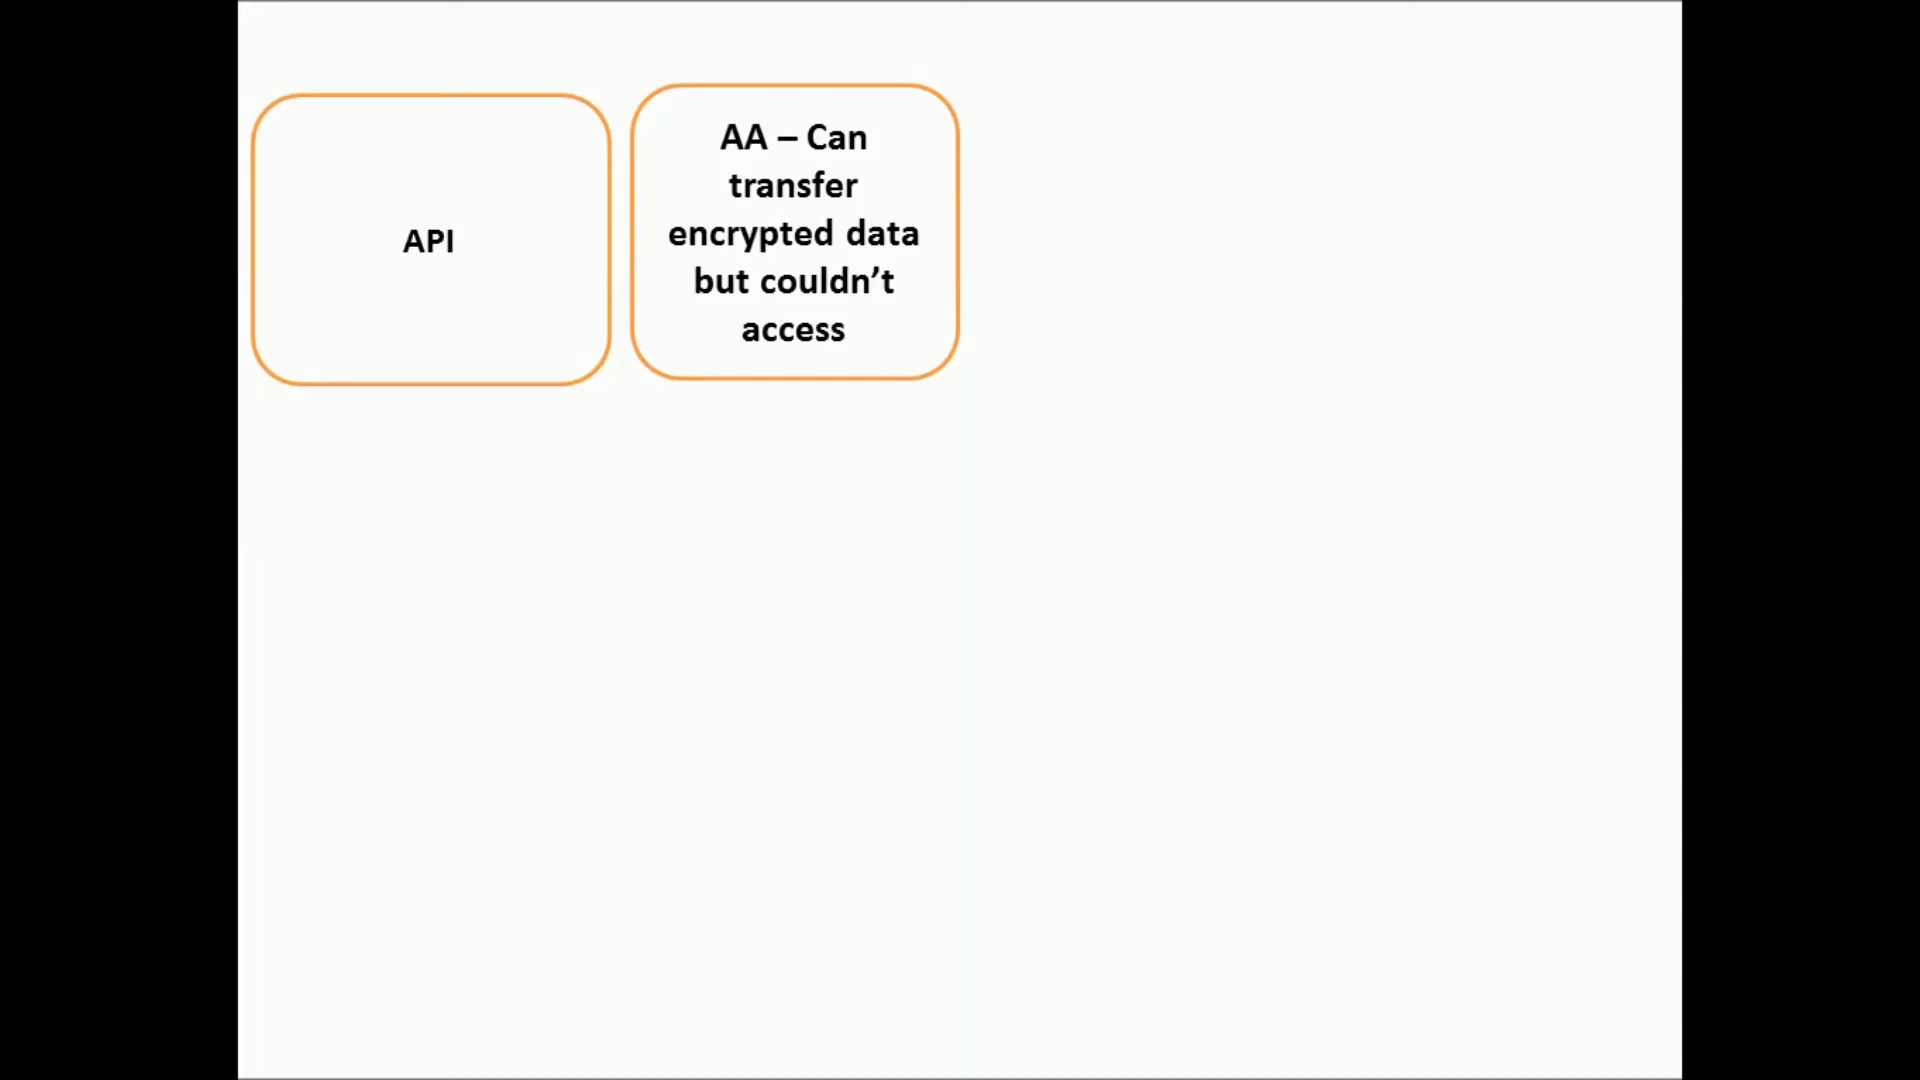 API
AA – Can
transfer
encrypted data
but couldn’t
access